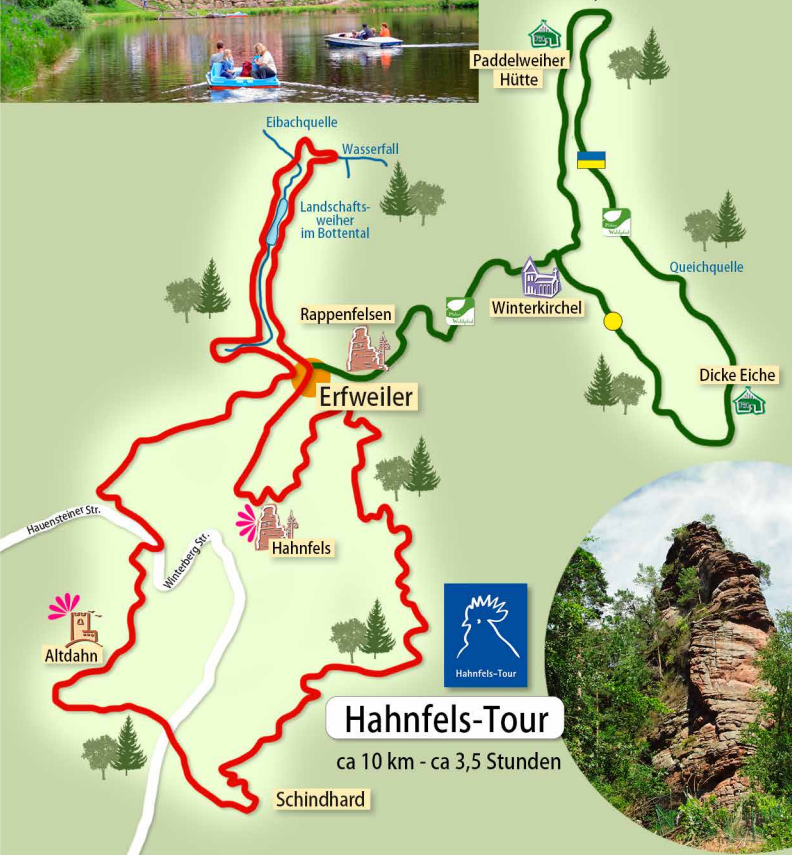 Paddelweiher
Hütte
Eibachquelle
Wasserfall
Landschafts-
weiher
im Bottental
Queichquelle
Winterkirchel
Rappenfelsen
Dicke Eiche
Erfweiler
Hauensteiner Str.
Winterberg Str.
Hahnfels
Altdahn
Hahnfels-Tour
Hahnfels-Tour
ca 10 km - ca 3,5 Stunden
Schindhard